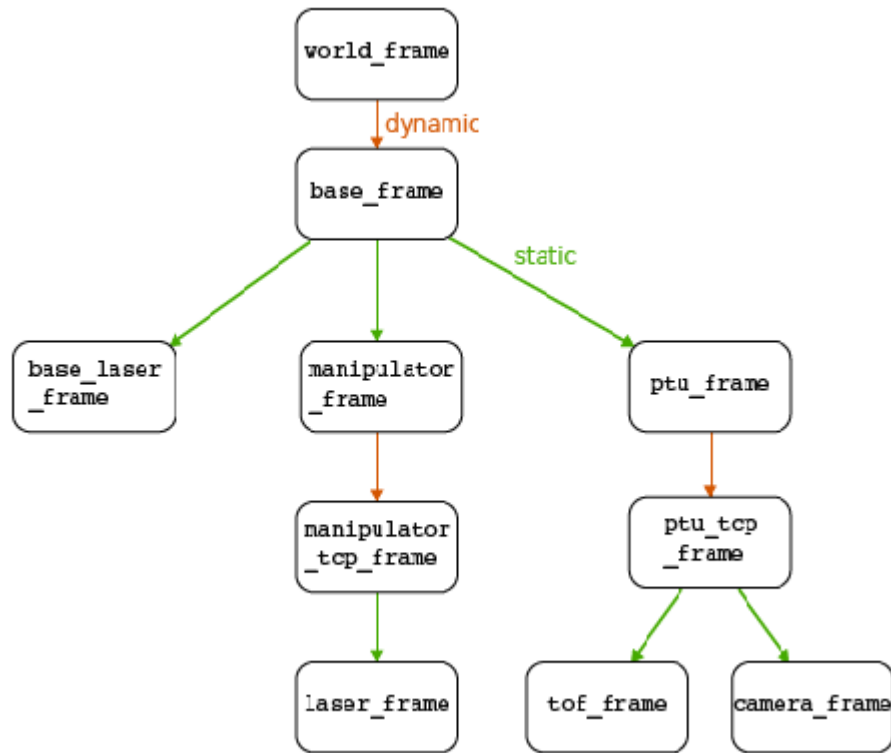 world_frame
dynamic
base_frame
static
base_laser
_frame
manipulator
_frame
ptu_frame
manipulator
_tcp_frame
ptu_tcp
_frame
laser_frame
tof_frame
camera_frame